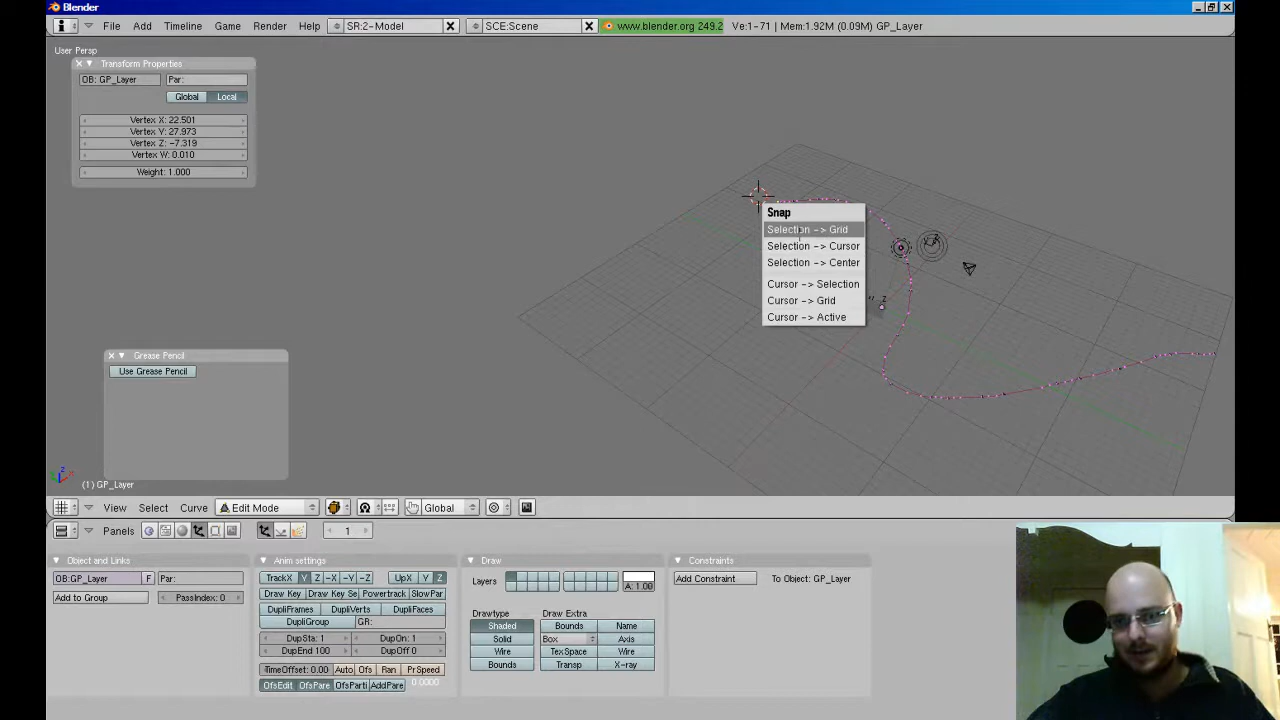 Blender
File Add Timeline Game Render Help SR:2-Model SCE:Scene www.blender.org 249.2 Ve:1-71 | Mem:1.92M (0.09M) GP_Layer
User Persp
Transform Properties
OB: GP_Layer Par:
Global Local
Vertex X: 22.501
Vertex Y: 27.973
Vertex Z: -7.319
Vertex W: 0.010
Weight: 1.000
Snap
Selection -> Grid
Selection -> Cursor
Selection -> Center
Cursor -> Selection
Cursor -> Grid
Cursor -> Active
Grease Pencil
Use Grease Pencil
(1) GP_Layer
View Select Curve Edit Mode Global
Panels 1
Object and Links
OB:GP_Layer F Par:
Add to Group PassIndex: 0
Anim settings
TrackX Y Z -X -Y -Z UpX Y Z
Draw Key Draw Key Se Powertrack SlowPar
DupliFrames DupliVerts DupliFaces
DupliGroup GR:
DupSta: 1 DupOn: 1
DupEnd 100 DupOff 0
TimeOffset: 0.00 Auto Ofs Ran PrSpeed
OfsEdit OfsPare OfsParti AddPare 0.0000
Draw
Layers A: 1.00
Drawtype Draw Extra
Shaded Bounds Name
Solid Box Axis
Wire TexSpace Wire
Bounds Transp X-ray
Constraints
Add Constraint To Object: GP_Layer